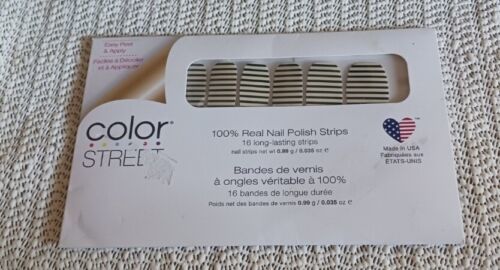 Easy Peel
& Apply
Faciles à Décoller
et à Appliquer
color
STREET
100% Real Nail Polish Strips
16 long-lasting strips
nail strips net wt 0.99 g / 0.035 oz e
Bandes de vernis
à ongles véritable à 100%
16 bandes de longue durée
Poids net des bandes de vernis 0.99 g / 0.035 oz e
Made in USA
Fabriquées aux
ÉTATS-UNIS